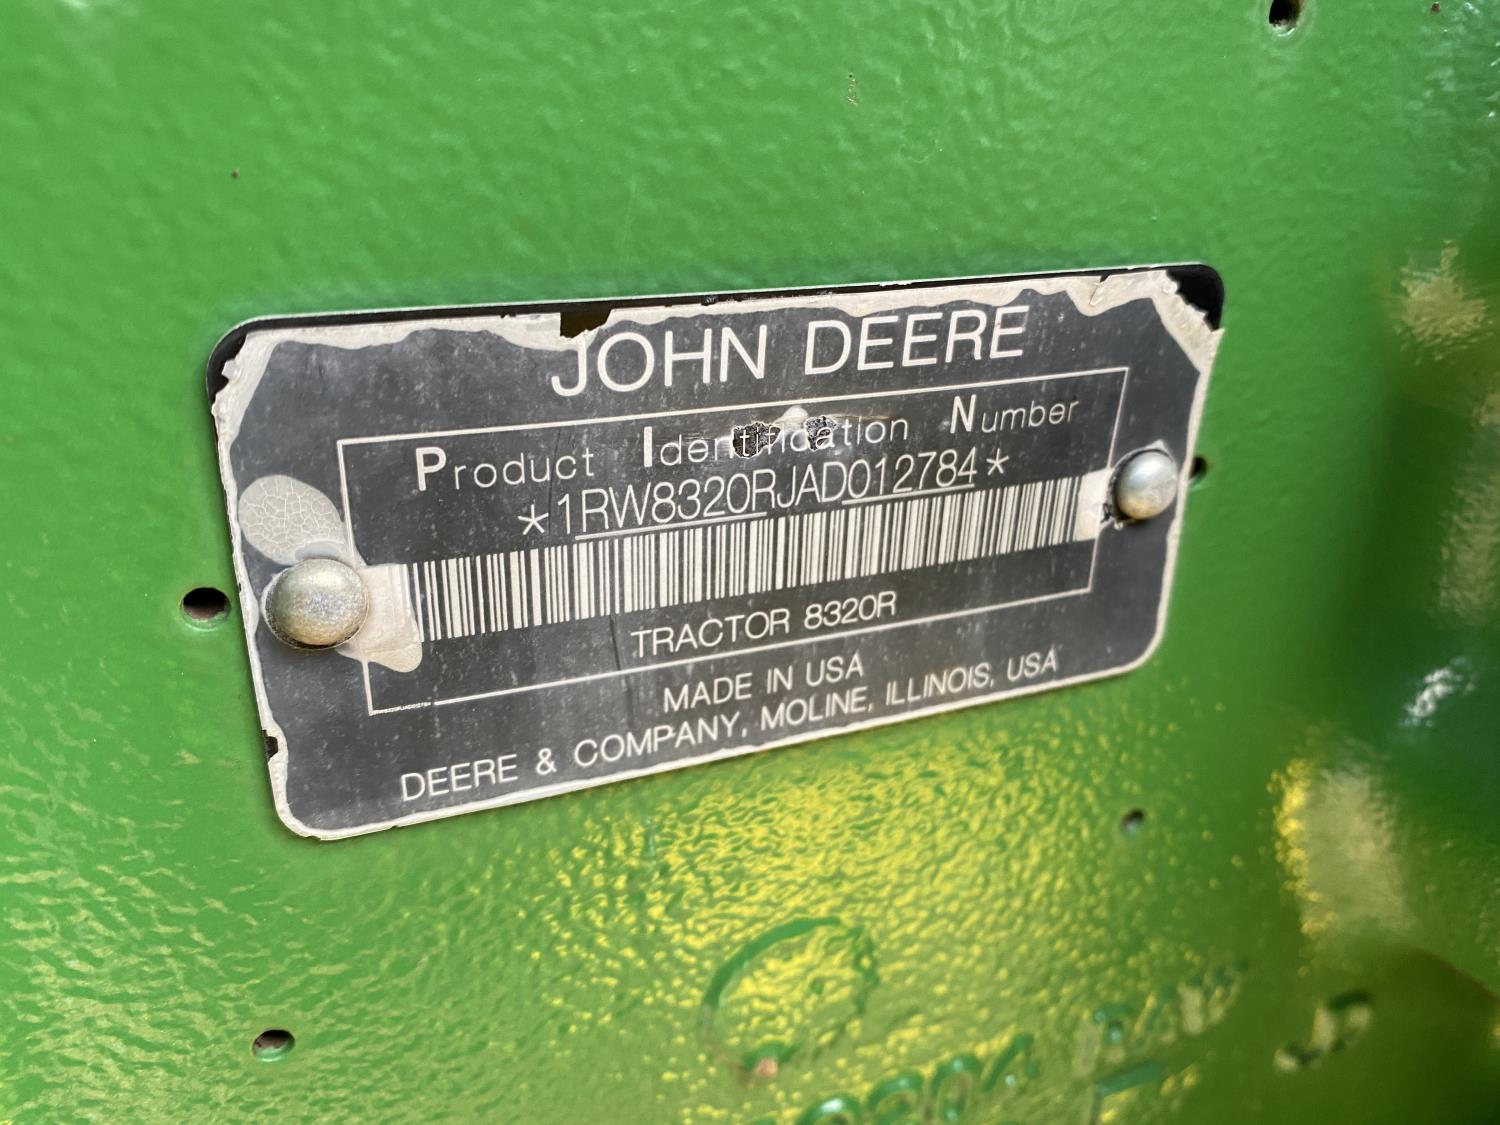 JOHN DEERE
Product Identification Number
*1RW8320RJAD012784*
TRACTOR 8320R
MADE IN USA
DEERE & COMPANY, MOLINE, ILLINOIS, USA